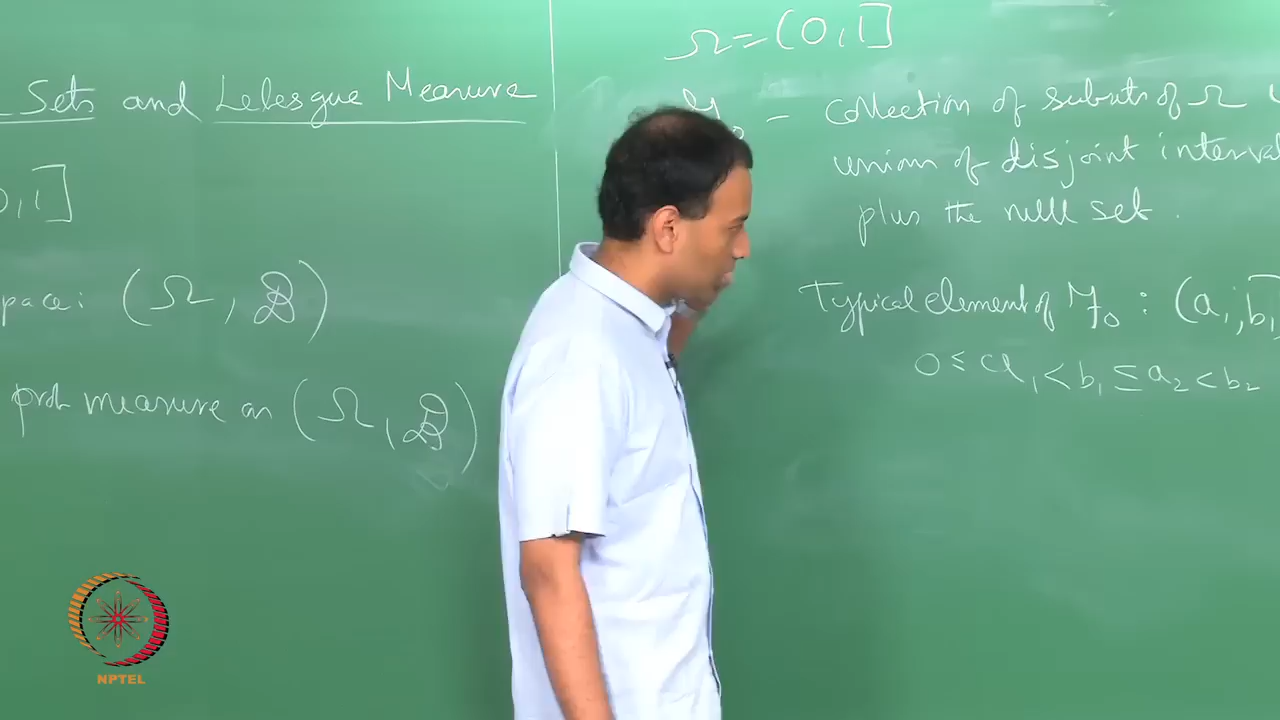 Sets and Lebesgue Measure
0,1]
pace: (Ω, ℬ)
prob measure on (Ω, ℬ)
Ω = (0,1]
ℱ₀ - collection of subsets of Ω
union of disjoint interval
plus the null set.
Typical element of ℱ₀ : (a₁,b₁]
0 ≤ a₁ < b₁ ≤ a₂ < b₂
NPTEL